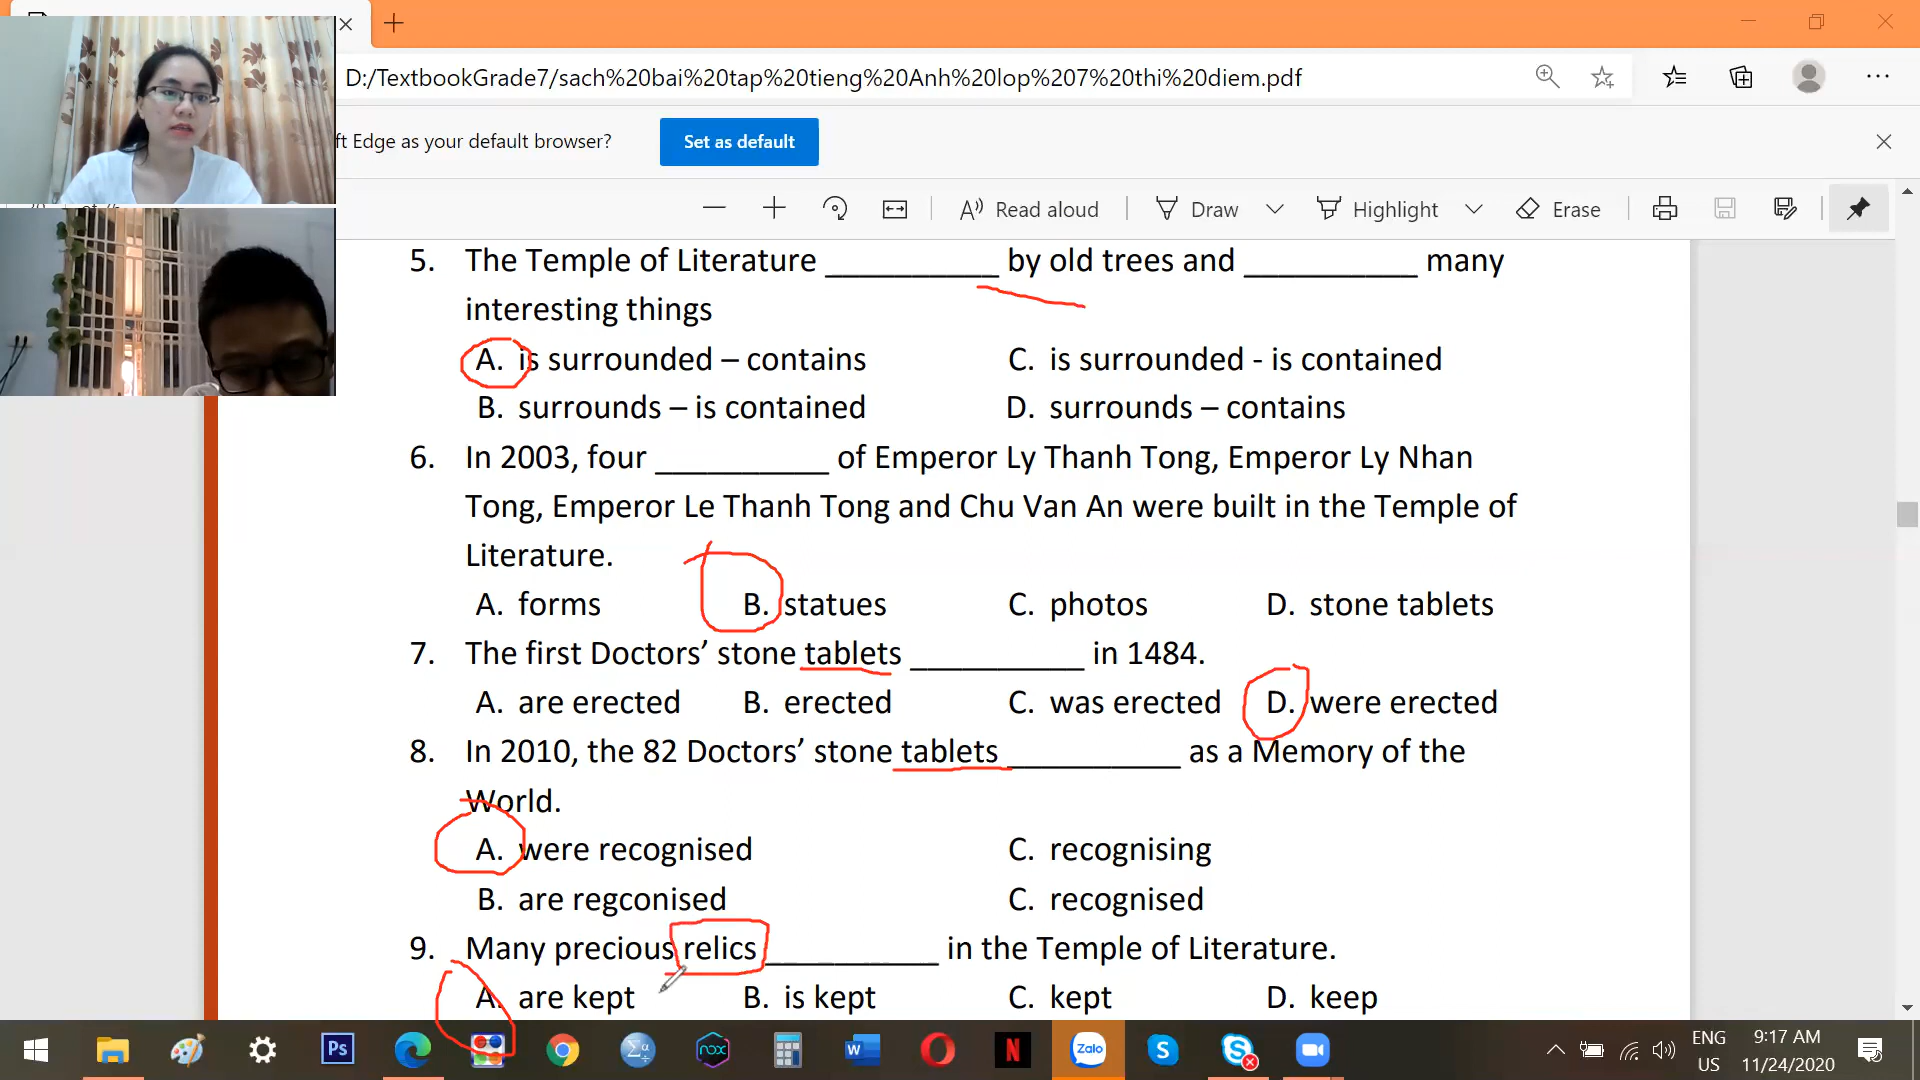 D:/TextbookGrade7/sach%20bai%20tap%20tieng%20Anh%20lop%207%20thi%20diem.pdf
ft Edge as your default browser?
Set as default
Read aloud
Draw
Highlight
Erase
5. The Temple of Literature __________ by old trees and __________ many
interesting things
A. is surrounded – contains C. is surrounded - is contained
B. surrounds – is contained D. surrounds – contains
6. In 2003, four __________ of Emperor Ly Thanh Tong, Emperor Ly Nhan
Tong, Emperor Le Thanh Tong and Chu Van An were built in the Temple of
Literature.
A. forms B. statues C. photos D. stone tablets
7. The first Doctors’ stone tablets __________ in 1484.
A. are erected B. erected C. was erected D. were erected
8. In 2010, the 82 Doctors’ stone tablets __________ as a Memory of the
World.
A. were recognised C. recognising
B. are regconised C. recognised
9. Many precious relics __________ in the Temple of Literature.
A. are kept B. is kept C. kept D. keep
Ps
nox
W
N
Zalo
S
ENG
US
9:17 AM
11/24/2020